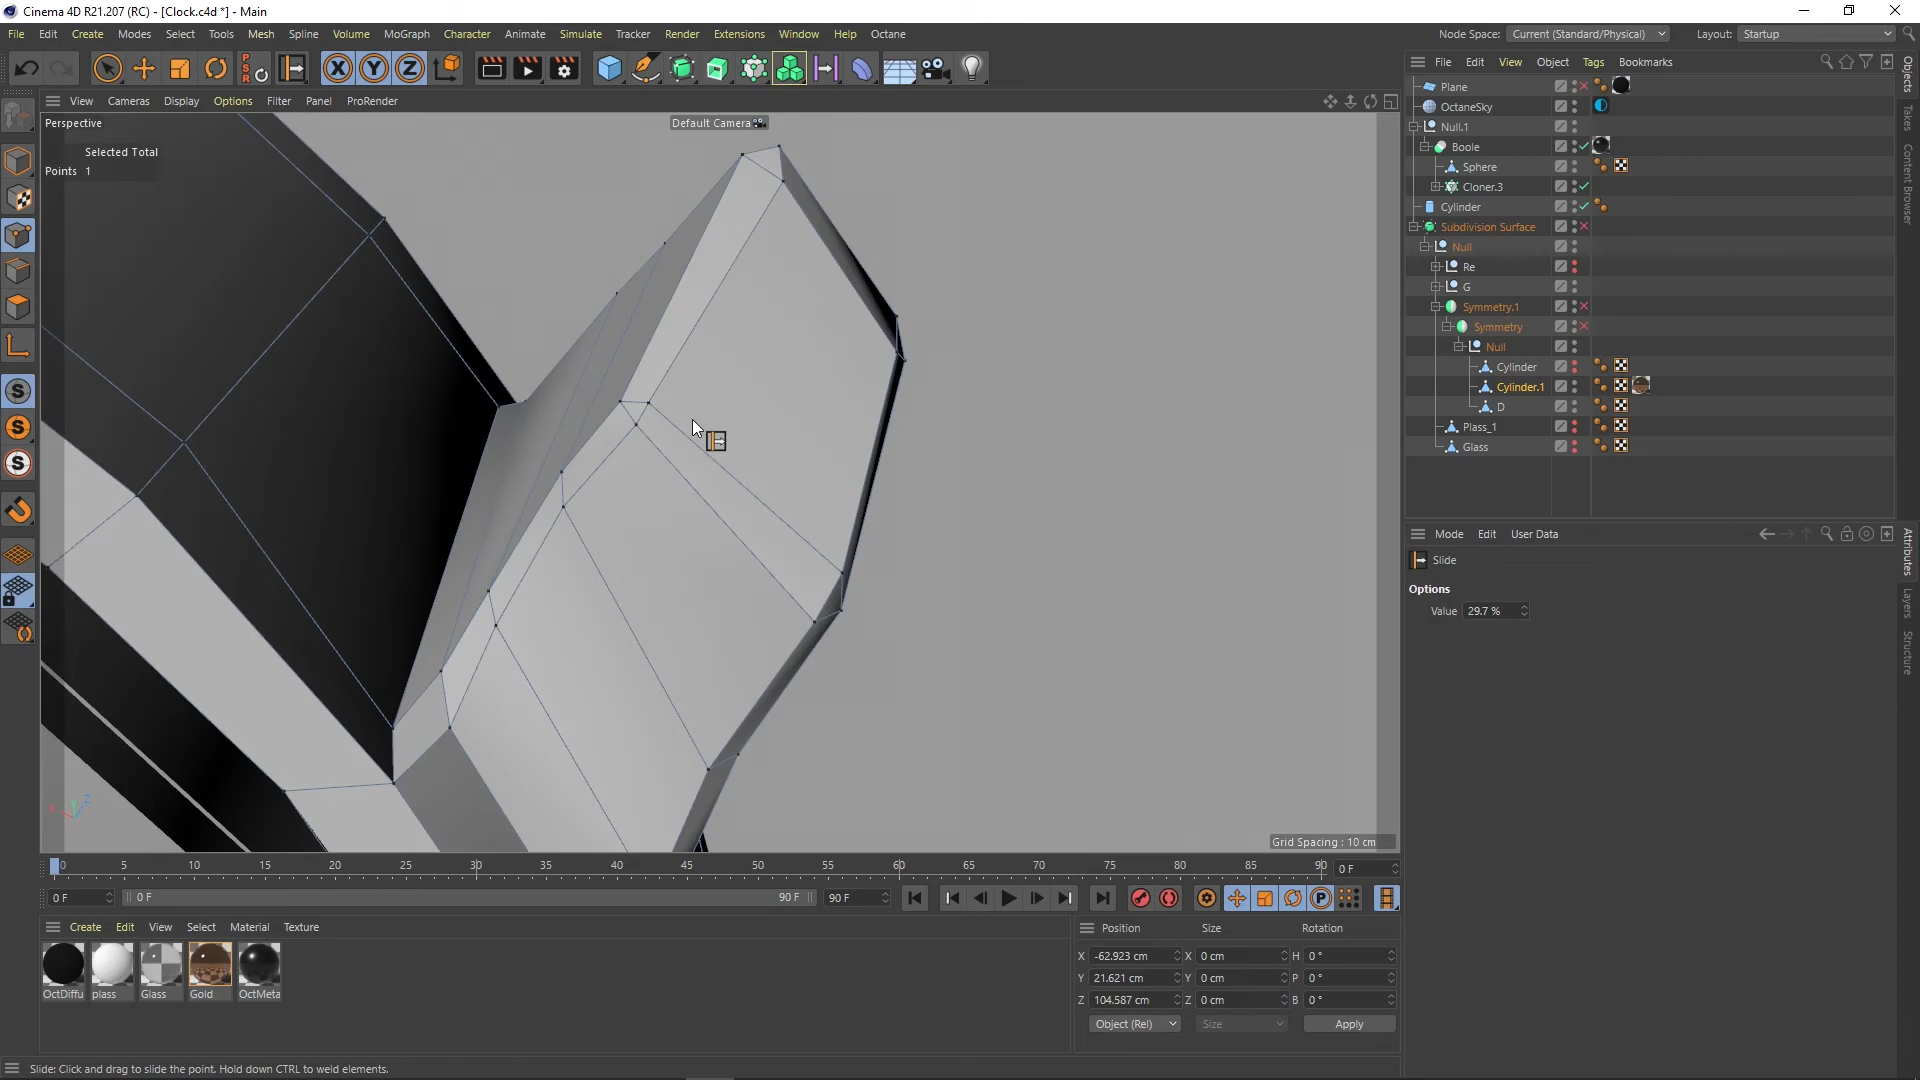 Cinema 4D R21.207 (RC) - [Clock.c4d *] - Main
File Edit Create Modes Select Tools Mesh Spline Volume MoGraph Character Animate Simulate Tracker Render Extensions Window Help Octane
Node Space: Current (Standard/Physical) Layout: Startup
View Cameras Display Options Filter Panel ProRender
File Edit View Object Tags Bookmarks
Perspective
Default Camera
Selected Total
Points 1
Plane
OctaneSky
Null.1
Boole
Sphere
Cloner.3
Cylinder
Subdivision Surface
Null
Re
G
Symmetry.1
Symmetry
Null
Cylinder
Cylinder.1
D
Plass_1
Glass
Objects
Takes
Content Browser
Mode Edit User Data
Slide
Options
Value 29.7 %
Attributes
Layers
Structure
Grid Spacing : 10 cm
0 5 10 15 20 25 30 35 40 45 50 55 60 65 70 75 80 85 90 0 F
0 F 0 F 90 F 90 F
Create Edit View Select Material Texture
OctDiffu plass Glass Gold OctMeta
Position Size Rotation
X -62.923 cm X 0 cm H 0 °
Y 21.621 cm Y 0 cm P 0 °
Z 104.587 cm Z 0 cm B 0 °
Object (Rel) Size Apply
Slide: Click and drag to slide the point. Hold down CTRL to weld elements.